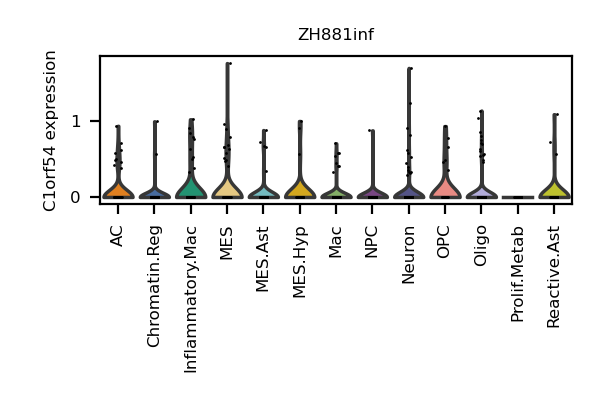 ZH881inf
C1orf54 expression
1
0
AC
Chromatin.Reg
Inflammatory.Mac
MES
MES.Ast
MES.Hyp
Mac
NPC
Neuron
OPC
Oligo
Prolif.Metab
Reactive.Ast